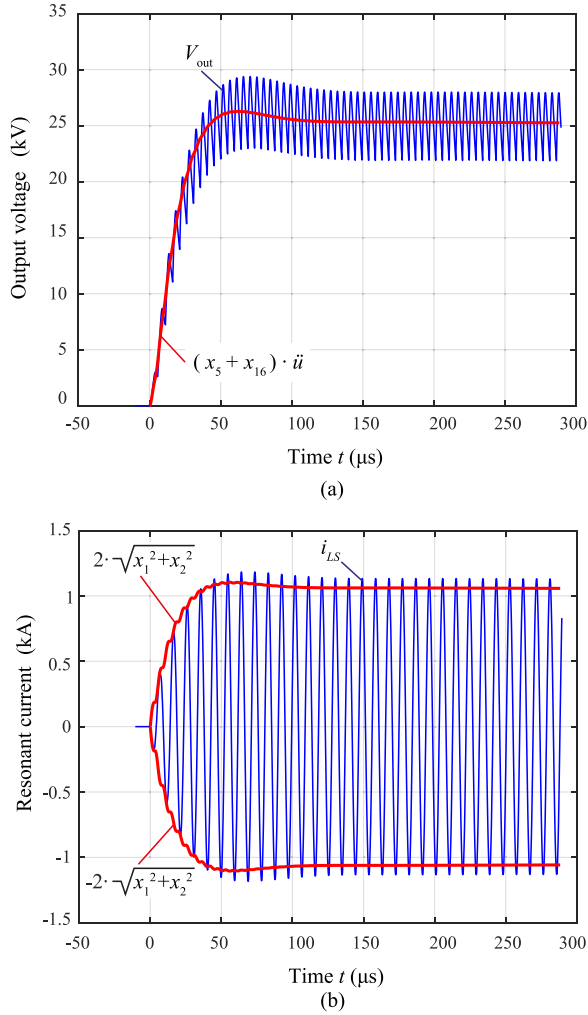 35
30
25
20
15
10
5
0
Output voltage (kV)
V_out
(x_5 + x_16) · ü
-50 0 50 100 150 200 250 300
Time t (μs)
(a)
1.5
1
0.5
0
-0.5
-1
-1.5
Resonant current (kA)
2·√x_1^2+x_2^2
i_LS
-2·√x_1^2+x_2^2
-50 0 50 100 150 200 250 300
Time t (μs)
(b)